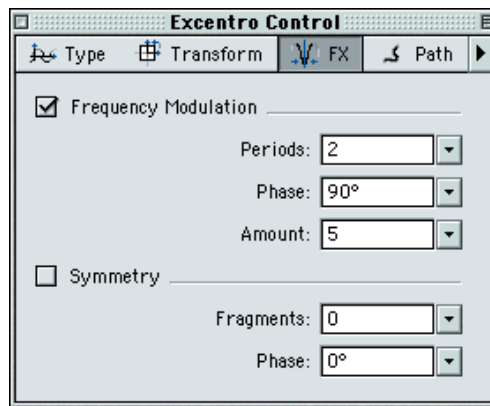 Excentro Control
Type Transform FX Path
Frequency Modulation
Periods: 2
Phase: 90°
Amount: 5
Symmetry
Fragments: 0
Phase: 0°